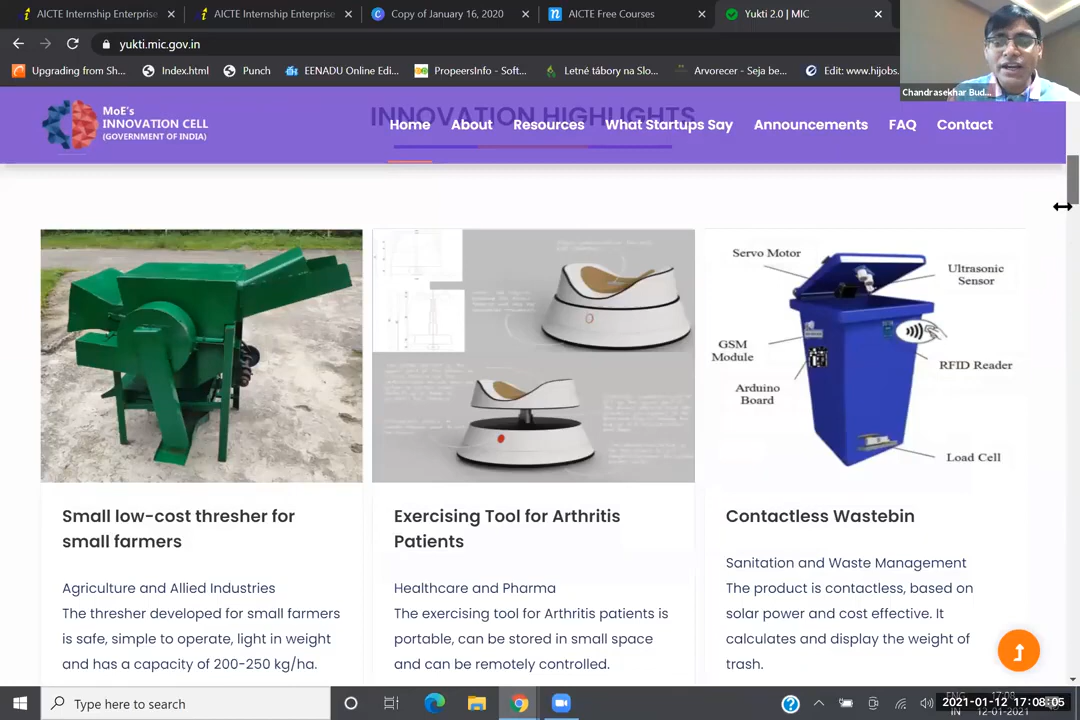 AICTE Internship Enterprise
AICTE Internship Enterprise
Copy of January 16, 2020
AICTE Free Courses
Yukti 2.0 | MIC
yukti.mic.gov.in
Upgrading from Sh...
Index.html
Punch
EENADU Online Edi...
PropeersInfo - Soft...
Letné tábory na Slo...
Arvorecer - Seja be...
Edit: www.hijobs.
Chandrasekhar Bud...
MoE's
INNOVATION CELL
(GOVERNMENT OF INDIA)
INNOVATION HIGHLIGHTS
Home
About
Resources
What Startups Say
Announcements
FAQ
Contact
Servo Motor
Ultrasonic
Sensor
GSM
Module
RFID Reader
Arduino
Board
Load Cell
Small low-cost thresher for
small farmers
Agriculture and Allied Industries
The thresher developed for small farmers
is safe, simple to operate, light in weight
and has a capacity of 200-250 kg/ha.
Exercising Tool for Arthritis
Patients
Healthcare and Pharma
The exercising tool for Arthritis patients is
portable, can be stored in small space
and can be remotely controlled.
Contactless Wastebin
Sanitation and Waste Management
The product is contactless, based on
solar power and cost effective. It
calculates and display the weight of
trash.
Type here to search
ENG
IN
17:08
12-01-2021
2021-01-12 17:08:05